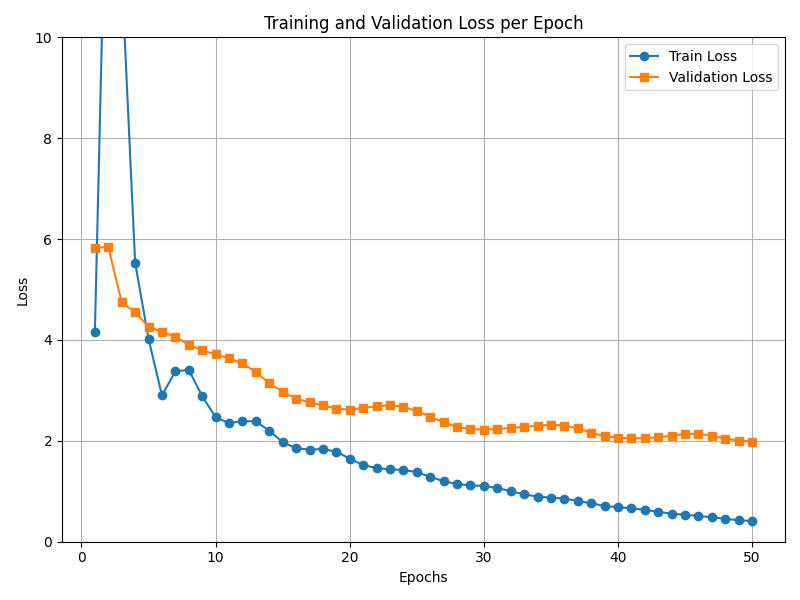 Training and Validation Loss per Epoch
Train Loss
Validation Loss
Loss
10
8
6
4
2
0
0 10 20 30 40 50
Epochs